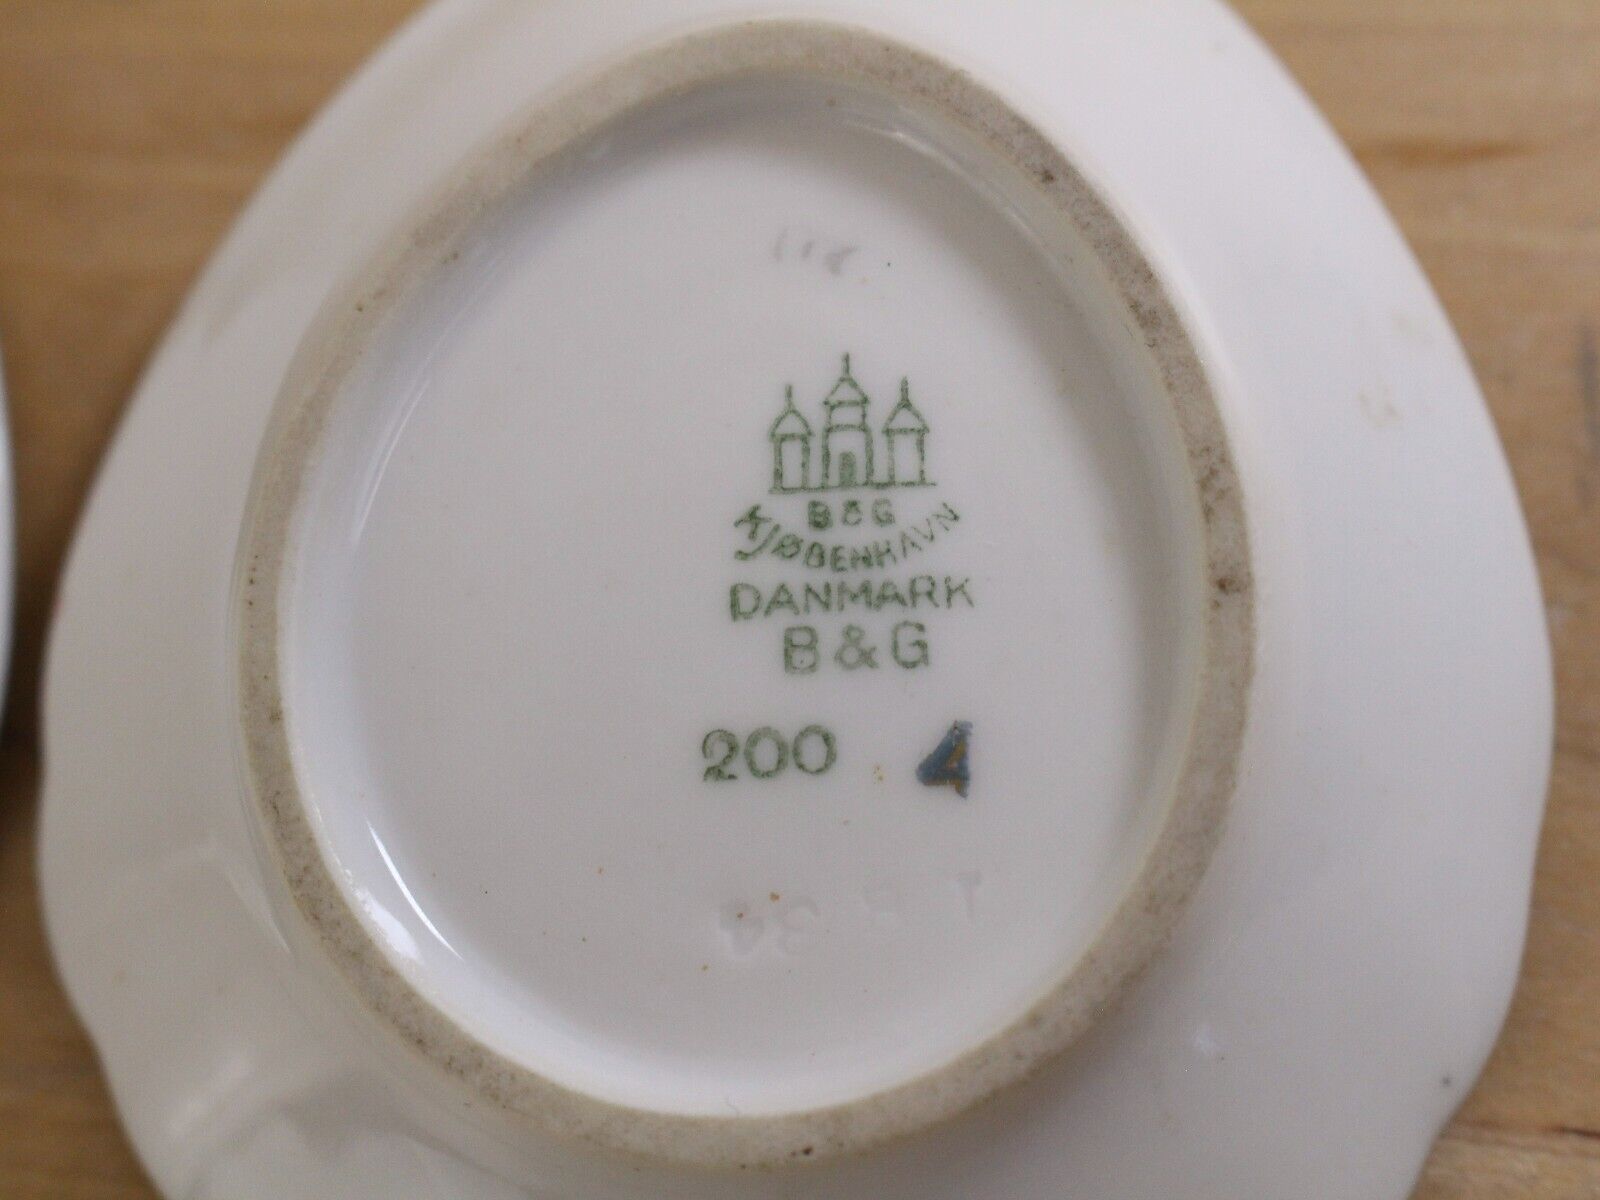 B&G
KJØBENHAVN
DANMARK
B & G
200 4